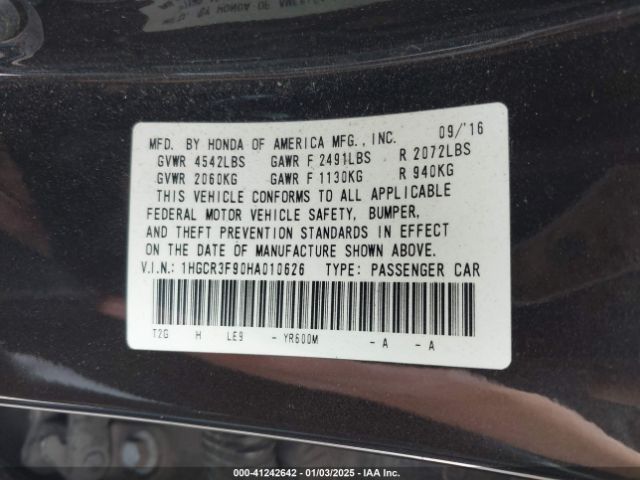 MFD. BY HONDA OF AMERICA MFG., INC. 09/'16
GVWR 4542LBS GAWR F 2491LBS R 2072LBS
GVWR 2060KG GAWR F 1130KG R 940KG
THIS VEHICLE CONFORMS TO ALL APPLICABLE
FEDERAL MOTOR VEHICLE SAFETY, BUMPER,
AND THEFT PREVENTION STANDARDS IN EFFECT
ON THE DATE OF MANUFACTURE SHOWN ABOVE.
V.I.N.: 1HGCR3F90HA010626 TYPE: PASSENGER CAR
T2G H LE9 - YR600M - A - A
000-41242642 - 01/03/2025 - IAA Inc.